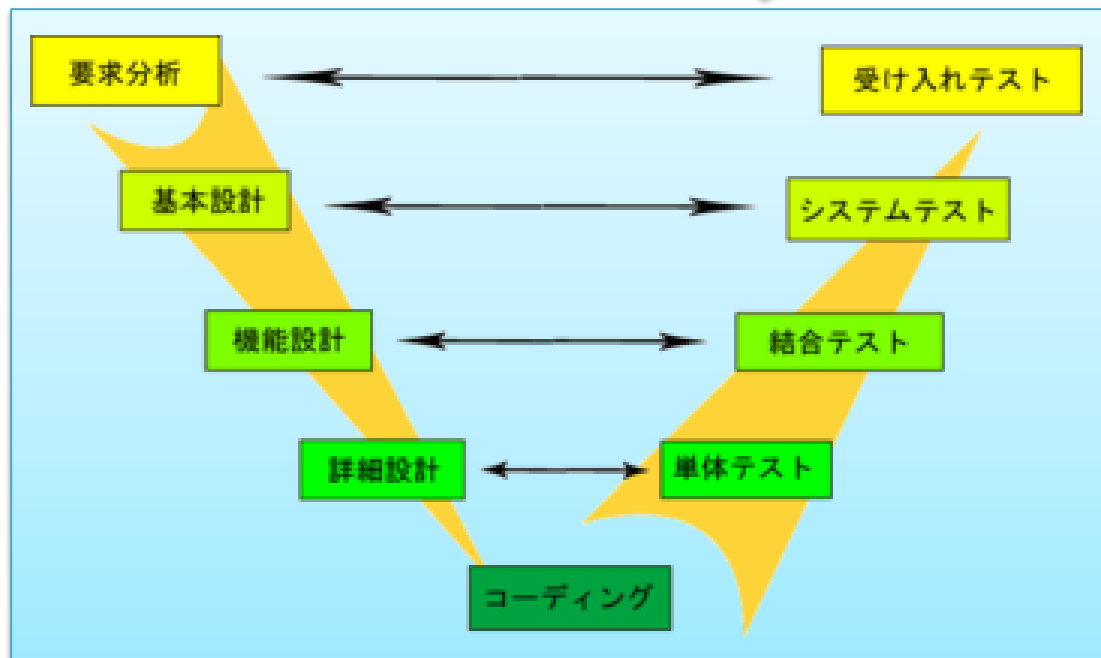 要求分析
受け入れテスト
基本設計
システムテスト
機能設計
結合テスト
詳細設計
単体テスト
コーディング